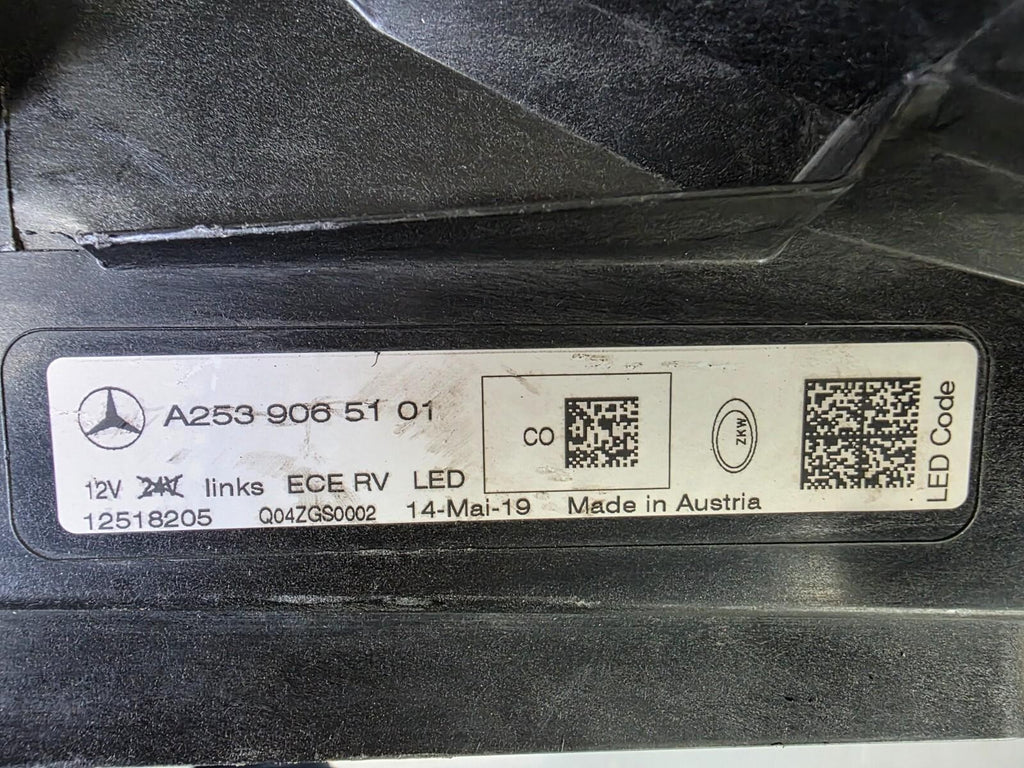 A253 906 51 01
CO
ZKW
LED Code
12V 24V links ECE RV LED
12518205 Q04ZGS0002 14-Mai-19 Made in Austria